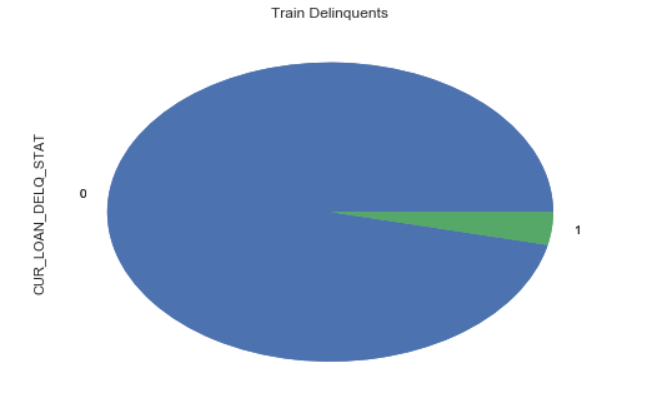 Train Delinquents
CUR_LOAN_DELQ_STAT
0
1